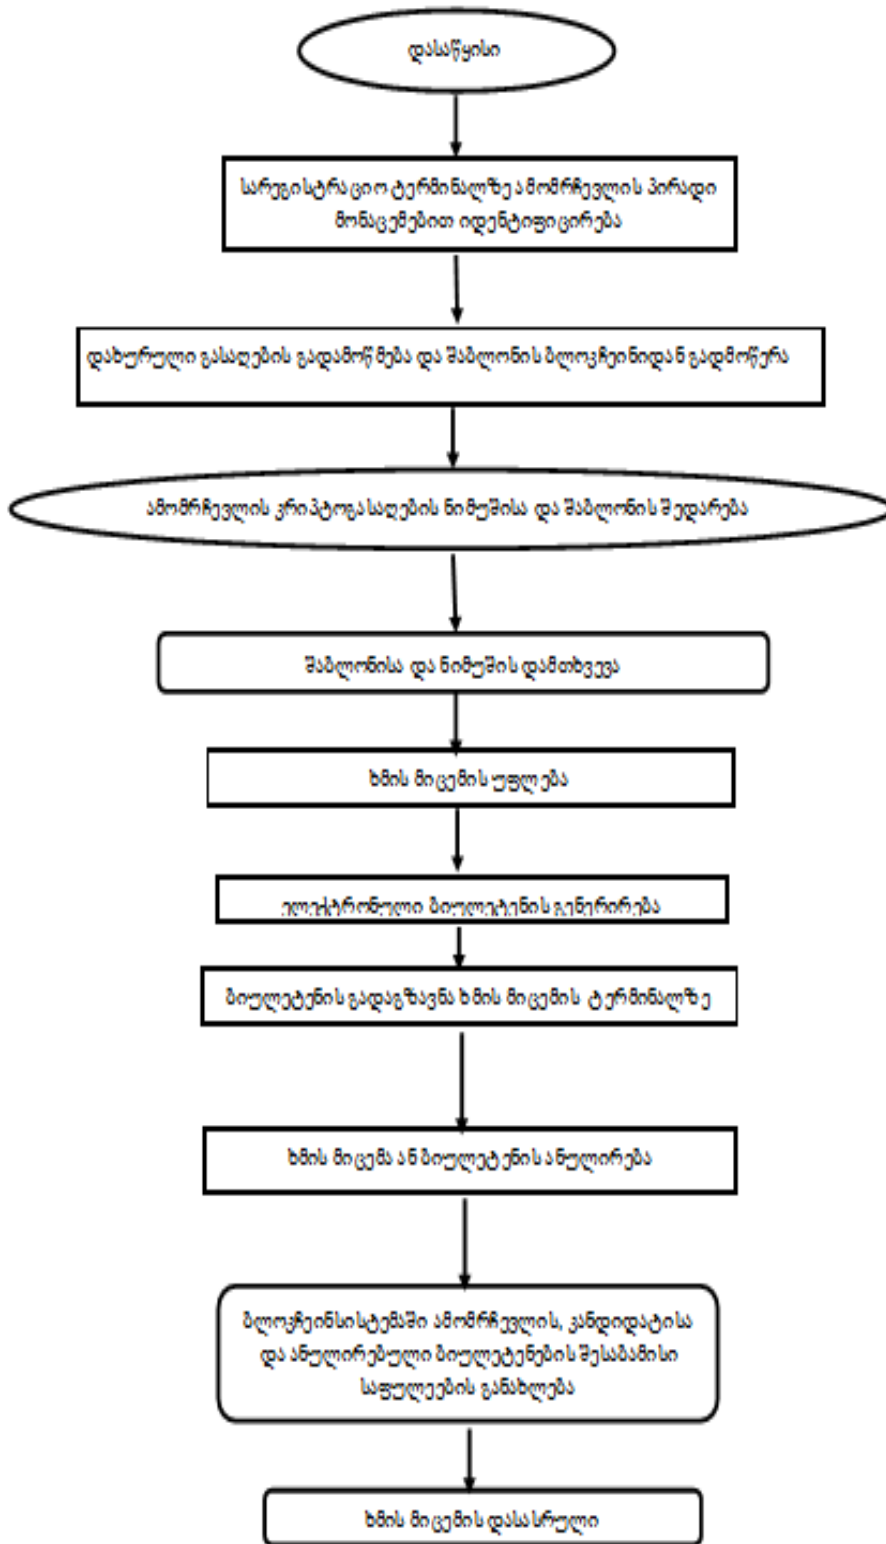 დასაწყისი
სარეგისტრაციო ტერმინალზე ამომრჩევლის პირადი
მონაცემებით იდენტიფიცირება
დახურული გასაღების გადამოწმება და შაბლონის ბლოკჩეინიდან გადმოწერა
ამომრჩევლის კრიპტოგასაღების ნიმუშისა და შაბლონის შედარება
შაბლონისა და ნიმუშის დამთხვევა
ხმის მიცემის უფლება
ელექტრონული ბიულეტენის გენერირება
ბიულეტენის გადაგზავნა ხმის მიცემის ტერმინალზე
ხმის მიცემა ან ბიულეტენის ანულირება
ბლოკჩეინსისტემაში ამომრჩევლის, კანდიდატისა
და ანულირებული ბიულეტენების შესაბამისი
საფულეების განახლება
ხმის მიცემის დასასრული